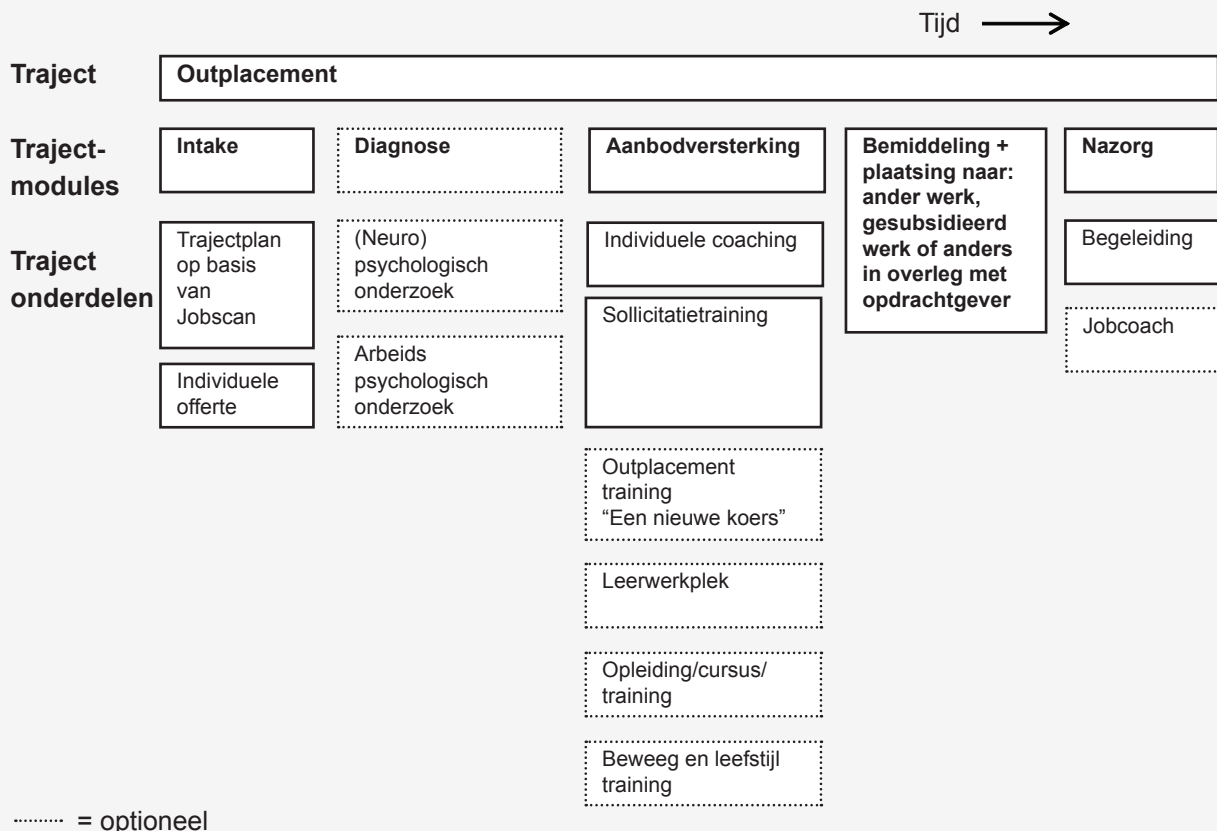 Tijd
Traject
Outplacement
Traject-
modules
Intake
Diagnose
Aanbodversterking
Bemiddeling +
plaatsing naar:
ander werk,
gesubsidieerd
werk of anders
in overleg met
opdrachtgever
Nazorg
Traject
onderdelen
Trajectplan
op basis
van
Jobscan
Individuele
offerte
(Neuro)
psychologisch
onderzoek
Arbeids
psychologisch
onderzoek
Individuele coaching
Sollicitatietraining
Outplacement
training
“Een nieuwe koers”
Leerwerkplek
Opleiding/cursus/
training
Beweeg en leefstijl
training
Begeleiding
Jobcoach
= optioneel